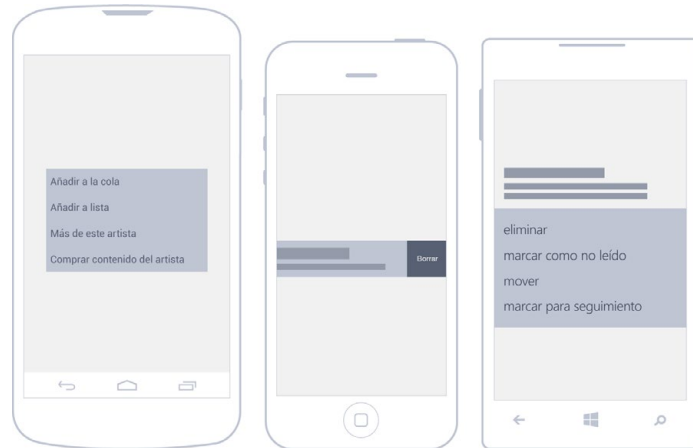 Añadir a la cola
Añadir a lista
Más de este artista
Comprar contenido del artista
Borrar
eliminar
marcar como no leído
mover
marcar para seguimiento